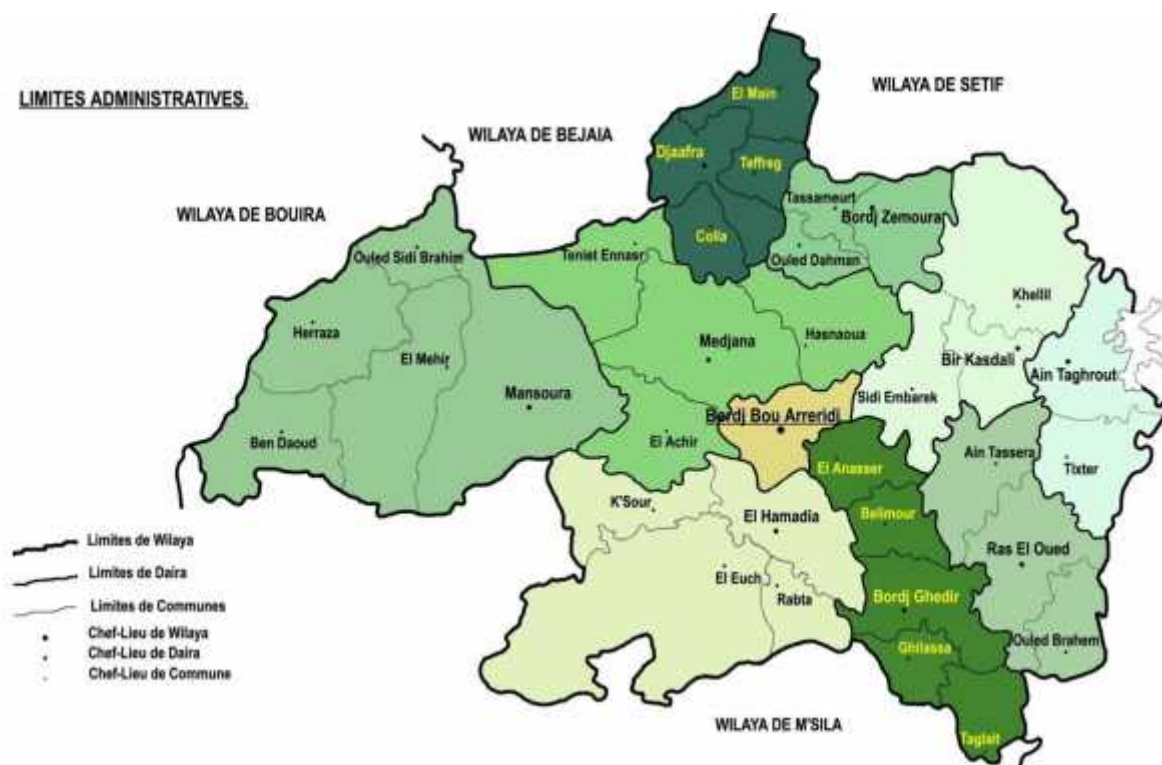 LIMITES ADMINISTRATIVES.
WILAYA DE SETIF
WILAYA DE BEJAIA
WILAYA DE BOUIRA
El Main
Djaafra
Teffreg
Colla
Tassameurt
Bordj Zemoura
Ouled Dahman
Teniet Ennasr
Ouled Sidi Brahim
Khellil
Herraza
El Mehir
Medjana
Hasnaoua
Bir Kasdali
Ain Taghrout
Mansoura
Sidi Embarek
Bordj Bou Arreridj
Ben Daoud
El Achir
El Anasser
Ain Tassera
Tixter
K'Sour
El Hamadia
Belimour
Ras El Oued
El Euch
Rabta
Bordj Ghedir
Ghilassa
Ouled Brahem
Taglait
WILAYA DE M'SILA
Limites de Wilaya
Limites de Daira
Limites de Communes
Chef-Lieu de Wilaya
Chef-Lieu de Daira
Chef-Lieu de Commune